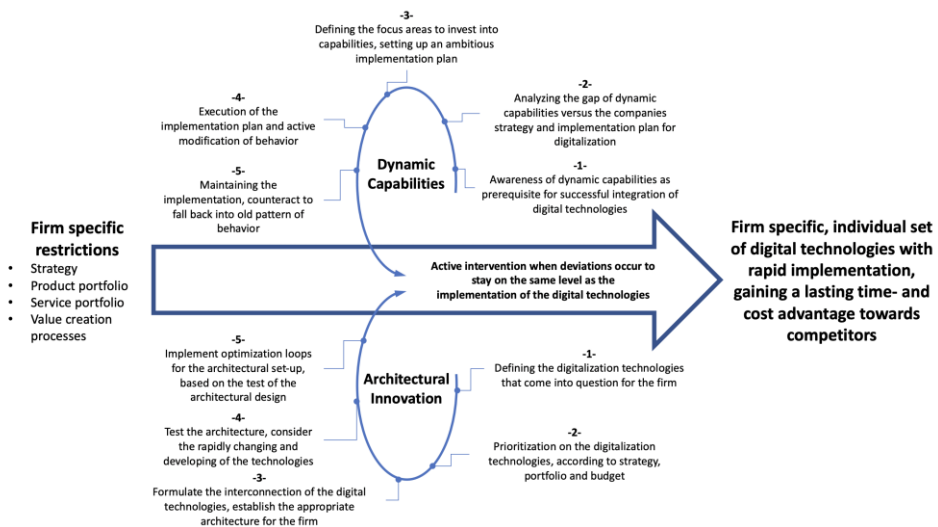 -3-
Defining the focus areas to invest into
capabilities, setting up an ambitious
implementation plan
-4-
Execution of the
implementation plan and active
modification of behavior
-2-
Analyzing the gap of dynamic
capabilities versus the companies
strategy and implementation plan for
digitalization
-5-
Maintaining the
implementation, counteract to
fall back into old pattern of
behavior
Dynamic
Capabilities
-1-
Awareness of dynamic capabilities as
prerequisite for successful integration of
digital technologies
Firm specific
restrictions
• Strategy
• Product portfolio
• Service portfolio
• Value creation
processes
Active intervention when deviations occur to
stay on the same level as the
implementation of the digital technologies
Firm specific, individual set
of digital technologies with
rapid implementation,
gaining a lasting time- and
cost advantage towards
competitors
-5-
Implement optimization loops
for the architectural set-up,
based on the test of the
architectural design
Architectural
Innovation
-1-
Defining the digitalization technologies
that come into question for the firm
-4-
Test the architecture, consider
the rapidly changing and
developing of the technologies
-2-
Prioritization on the digitalization
technologies, according to strategy,
portfolio and budget
-3-
Formulate the interconnection of the digital
technologies, establish the appropriate
architecture for the firm